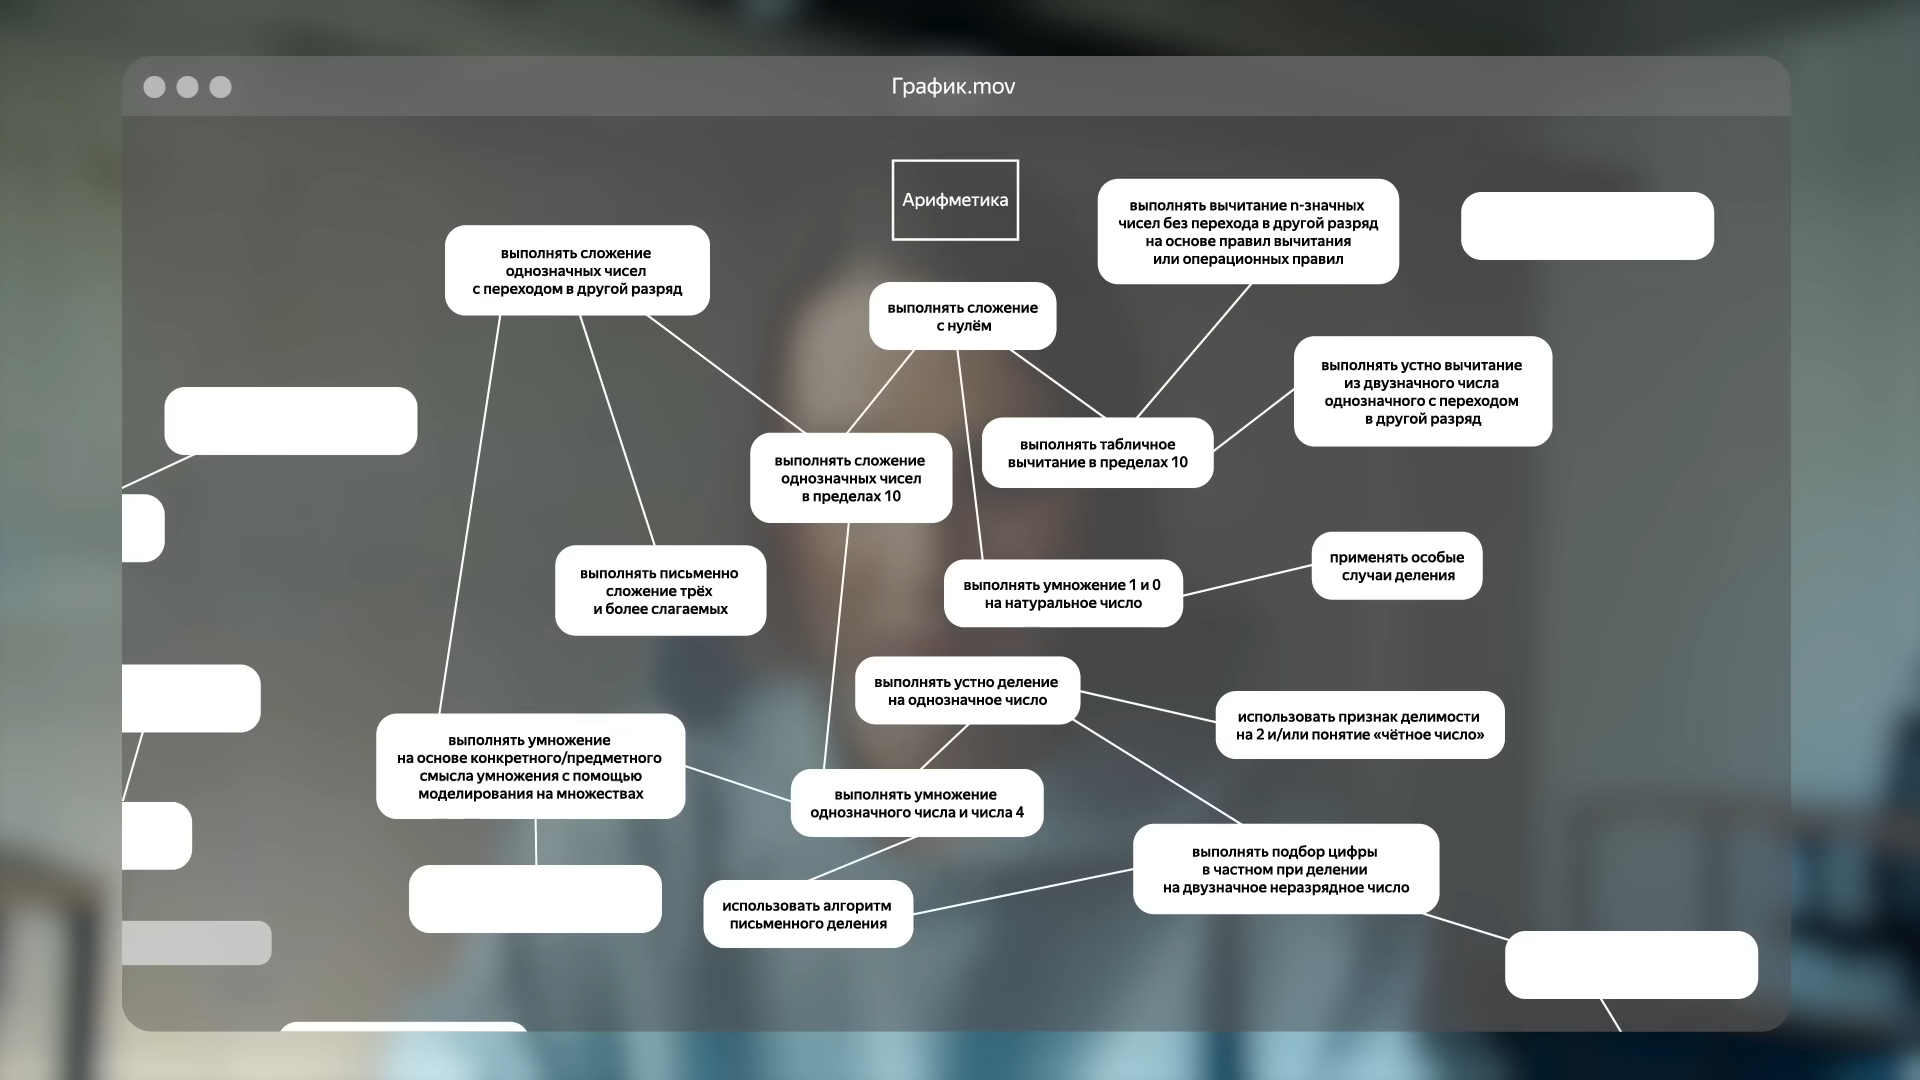 График.mov
Арифметика
выполнять вычитание n-значных
чисел без перехода в другой разряд
на основе правил вычитания
или операционных правил
выполнять сложение
однозначных чисел
с переходом в другой разряд
выполнять сложение
с нулём
выполнять устно вычитание
из двузначного числа
однозначного с переходом
в другой разряд
выполнять табличное
вычитание в пределах 10
выполнять сложение
однозначных чисел
в пределах 10
применять особые
случаи деления
выполнять письменно
сложение трёх
и более слагаемых
выполнять умножение 1 и 0
на натуральное число
выполнять устно деление
на однозначное число
использовать признак делимости
на 2 и/или понятие «чётное число»
выполнять умножение
на основе конкретного/предметного
смысла умножения с помощью
моделирования на множествах
выполнять умножение
однозначного числа и числа 4
выполнять подбор цифры
в частном при делении
на двузначное неразрядное число
использовать алгоритм
письменного деления